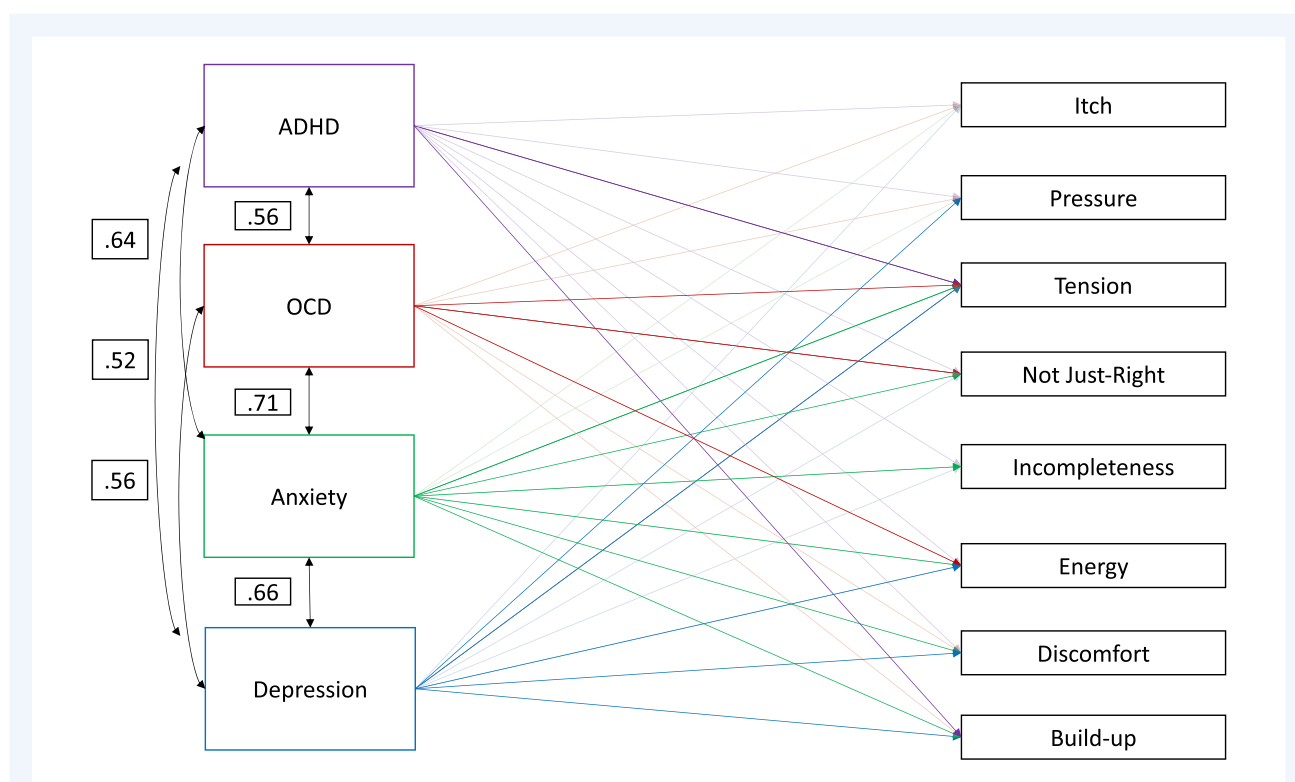 ADHD
.56
OCD
.71
Anxiety
.66
Depression
.64
.52
.56
Itch
Pressure
Tension
Not Just-Right
Incompleteness
Energy
Discomfort
Build-up